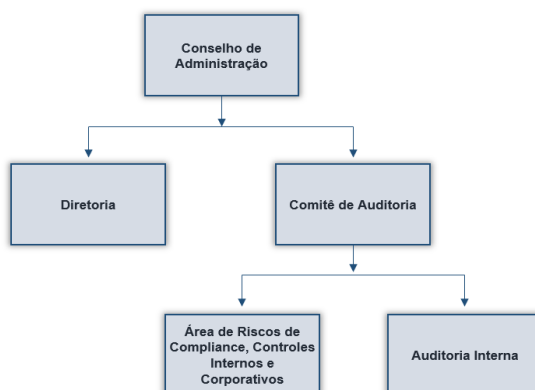 Conselho de
Administração
Diretoria
Comitê de Auditoria
Área de Riscos de
Compliance, Controles
Internos e
Corporativos
Auditoria Interna